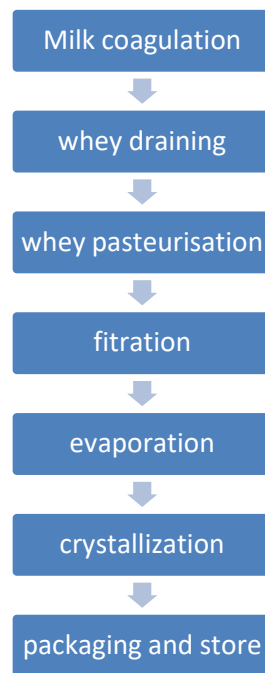 Milk coagulation
whey draining
whey pasteurisation
fitration
evaporation
crystallization
packaging and store